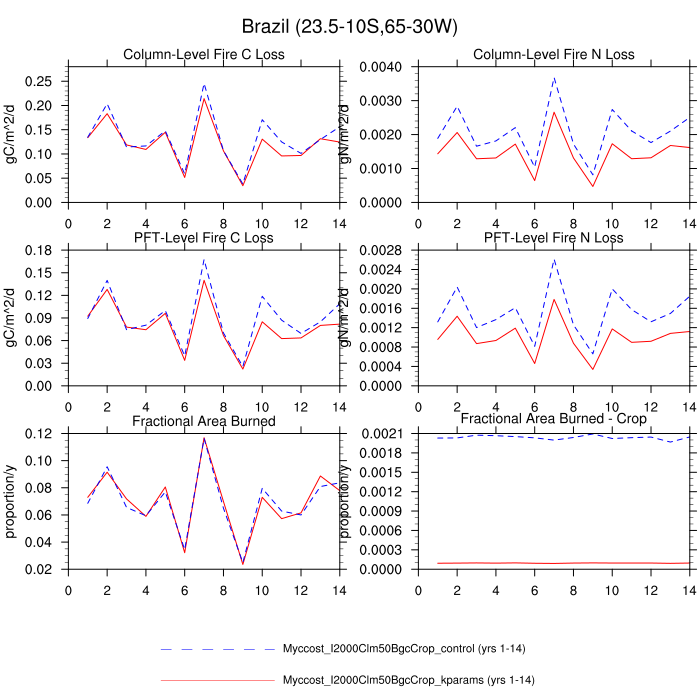 Brazil (23.5-10S,65-30W)
Column-Level Fire C Loss
Column-Level Fire N Loss
gC/m^2/d
0.25
0.20
0.15
0.10
0.05
0.00
0 2 4 6 8 10 12 14
gN/m^2/d
0.0040
0.0030
0.0020
0.0010
0.0000
0 2 4 6 8 10 12 14
PFT-Level Fire C Loss
PFT-Level Fire N Loss
gC/m^2/d
0.18
0.15
0.12
0.09
0.06
0.03
0.00
0 2 4 6 8 10 12 14
gN/m^2/d
0.0028
0.0024
0.0020
0.0016
0.0012
0.0008
0.0004
0.0000
0 2 4 6 8 10 12 14
Fractional Area Burned
Fractional Area Burned - Crop
proportion/y
0.12
0.10
0.08
0.06
0.04
0.02
0 2 4 6 8 10 12 14
proportion/y
0.0021
0.0018
0.0015
0.0012
0.0009
0.0006
0.0003
0.0000
0 2 4 6 8 10 12 14
Myccost_I2000Clm50BgcCrop_control (yrs 1-14)
Myccost_I2000Clm50BgcCrop_kparams (yrs 1-14)